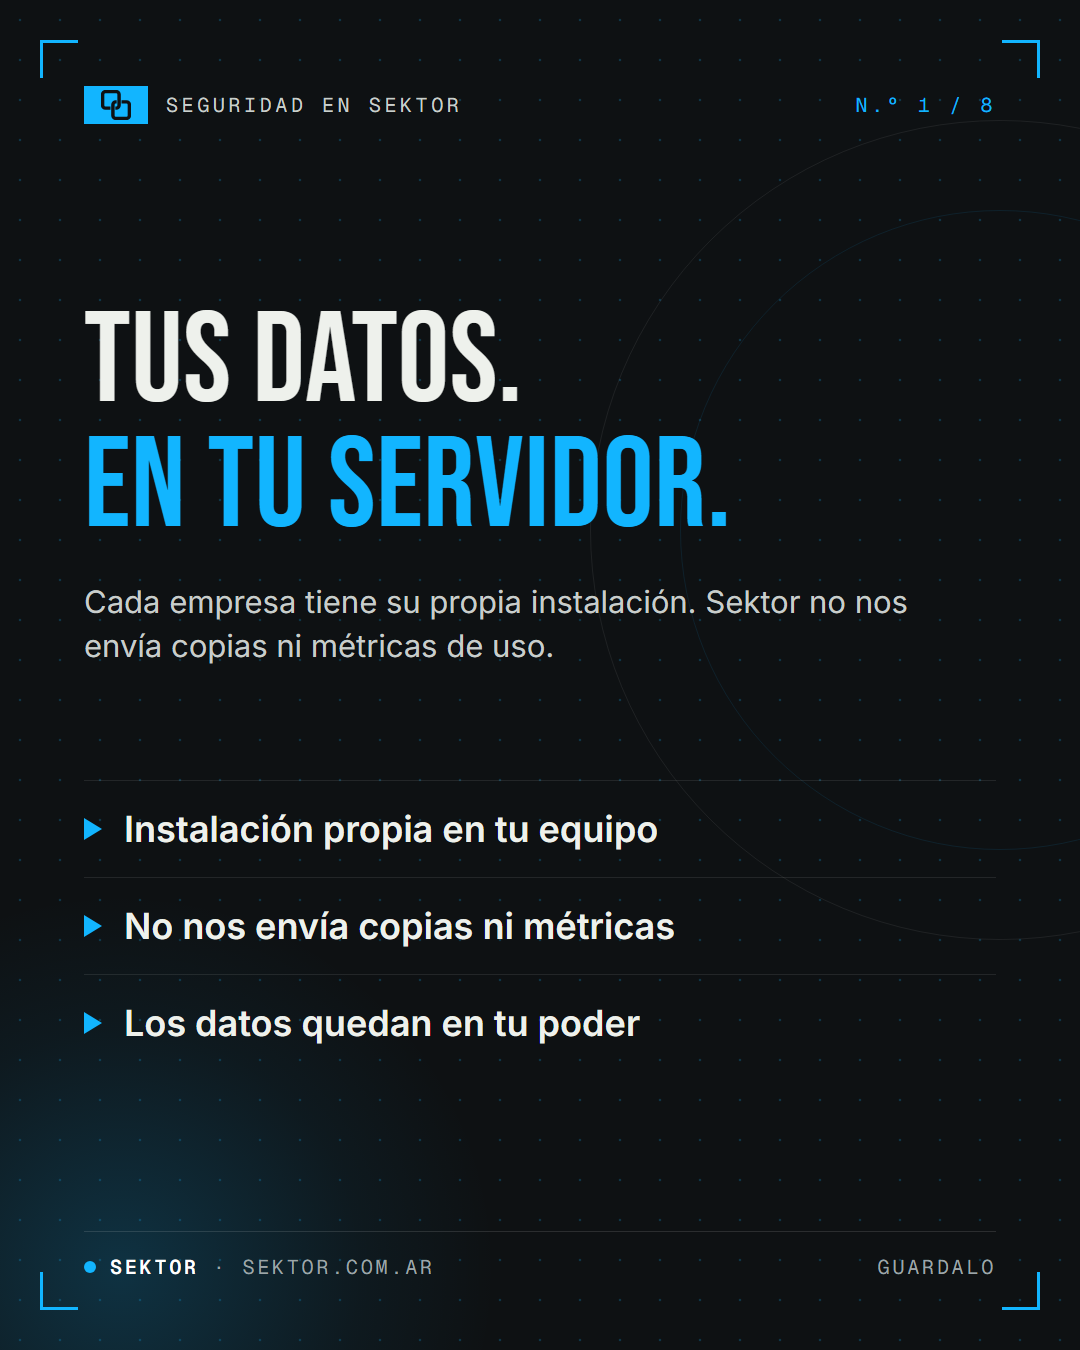 SEGURIDAD EN SEKTOR
N.º 1 / 8
TUS DATOS.
EN TU SERVIDOR.
Cada empresa tiene su propia instalación. Sektor no nos
envía copias ni métricas de uso.
Instalación propia en tu equipo
No nos envía copias ni métricas
Los datos quedan en tu poder
SEKTOR · SEKTOR.COM.AR
GUARDALO